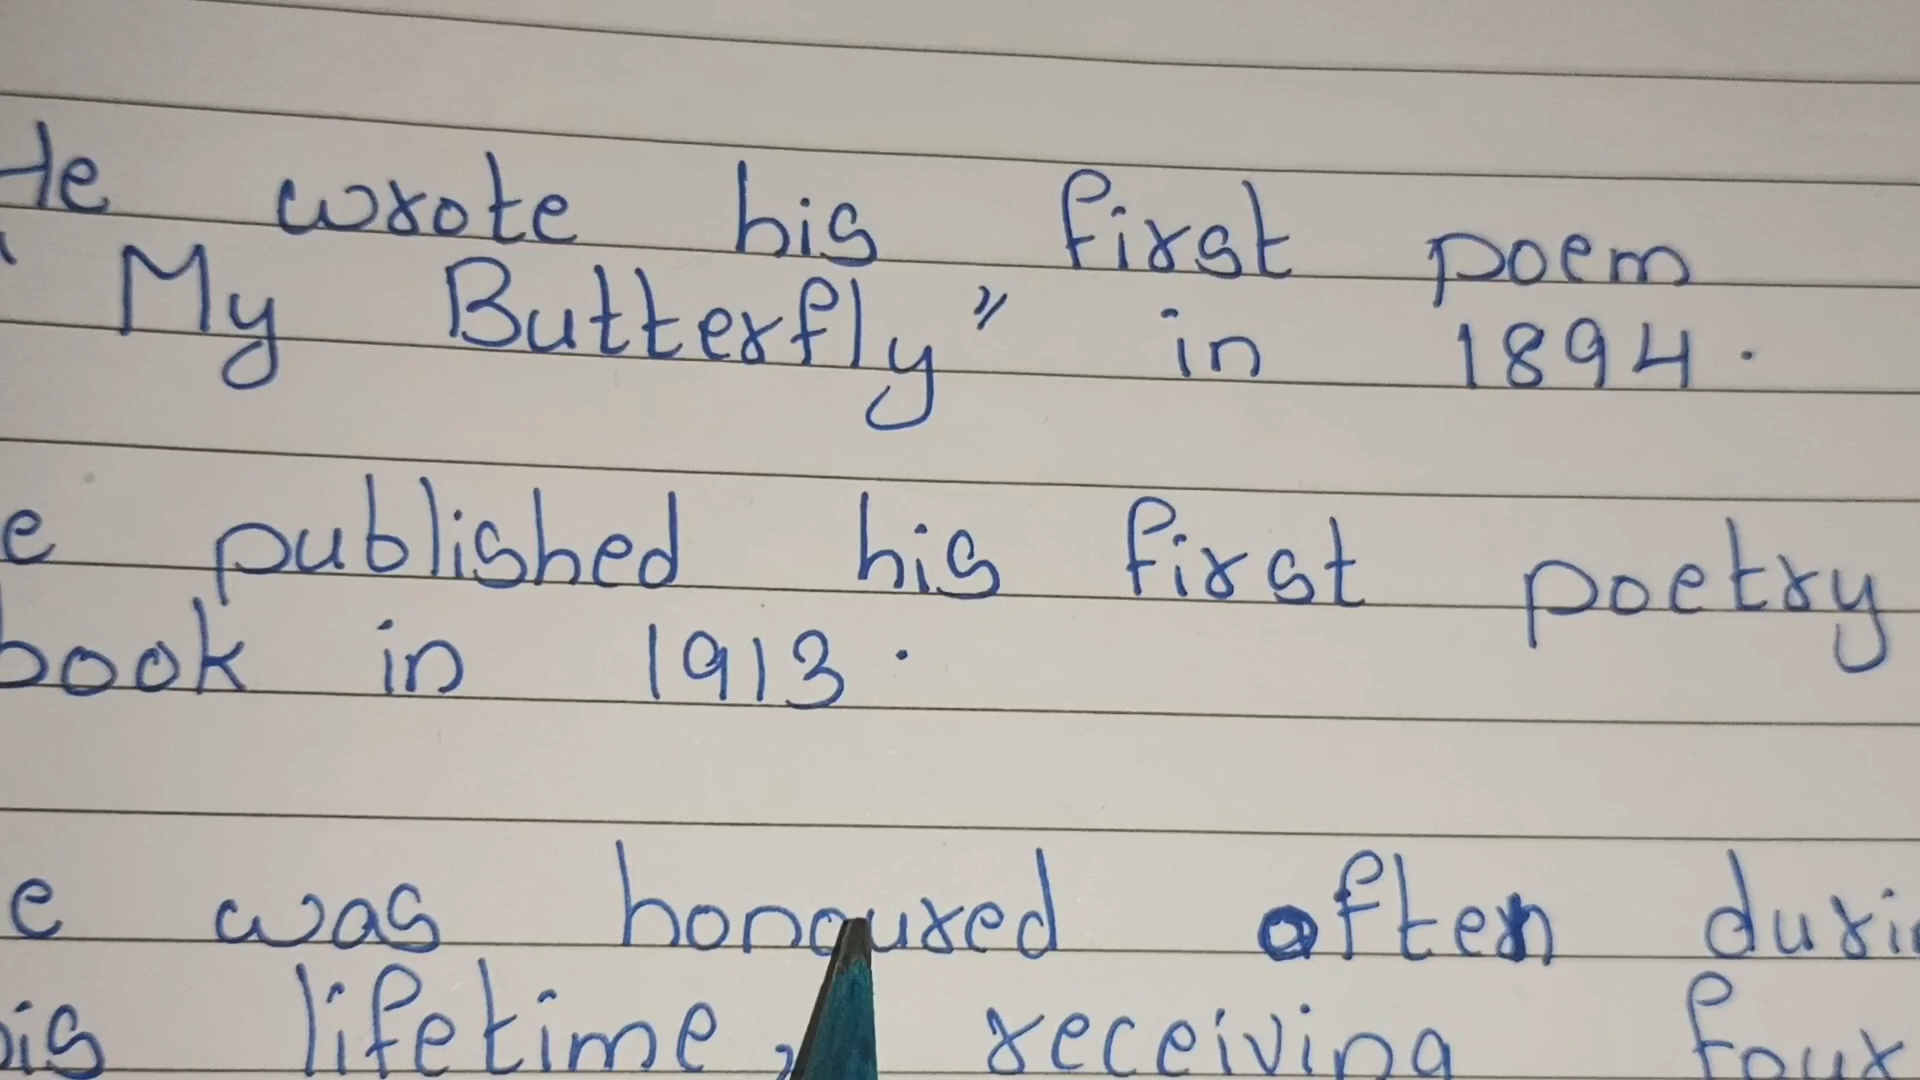 He wrote his first poem
" My Butterfly" in 1894.
e published his first poetry
book in 1913.
e was honoured often duri
his lifetime, receiving four